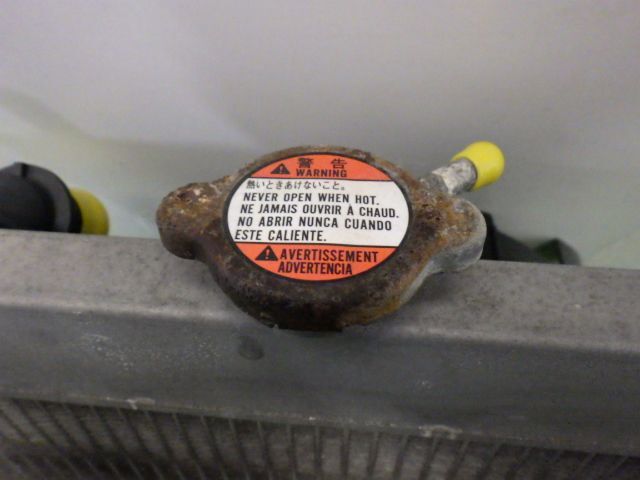 警告
WARNING
熱いときあけないこと。
NEVER OPEN WHEN HOT.
NE JAMAIS OUVRIR À CHAUD.
NO ABRIR NUNCA CUANDO
ESTE CALIENTE.
AVERTISSEMENT
ADVERTENCIA